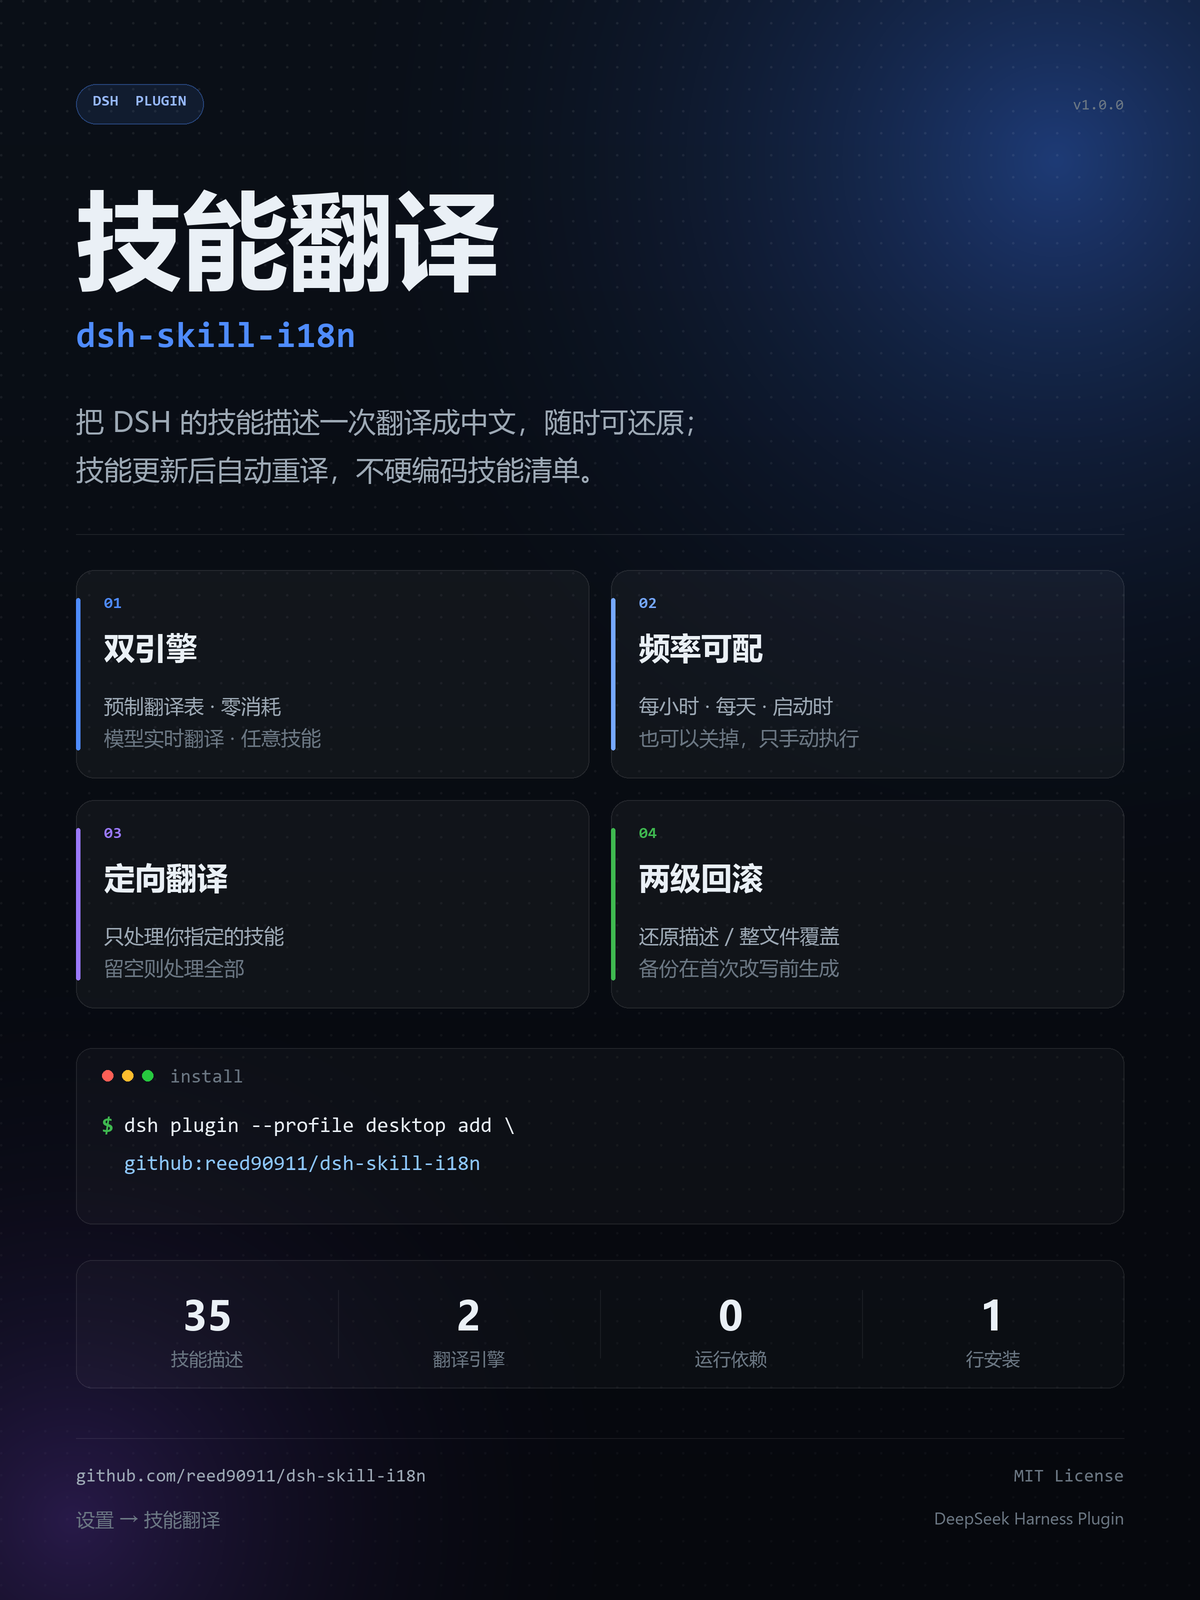 DSH PLUGIN
v1.0.0
技能翻译
dsh-skill-i18n
把 DSH 的技能描述一次翻译成中文，随时可还原；
技能更新后自动重译，不硬编码技能清单。
01
双引擎
预制翻译表 · 零消耗
模型实时翻译 · 任意技能
02
频率可配
每小时 · 每天 · 启动时
也可以关掉，只手动执行
03
定向翻译
只处理你指定的技能
留空则处理全部
04
两级回滚
还原描述 / 整文件覆盖
备份在首次改写前生成
install
$ dsh plugin --profile desktop add \
github:reed90911/dsh-skill-i18n
35
技能描述
2
翻译引擎
0
运行依赖
1
行安装
github.com/reed90911/dsh-skill-i18n
MIT License
设置 → 技能翻译
DeepSeek Harness Plugin